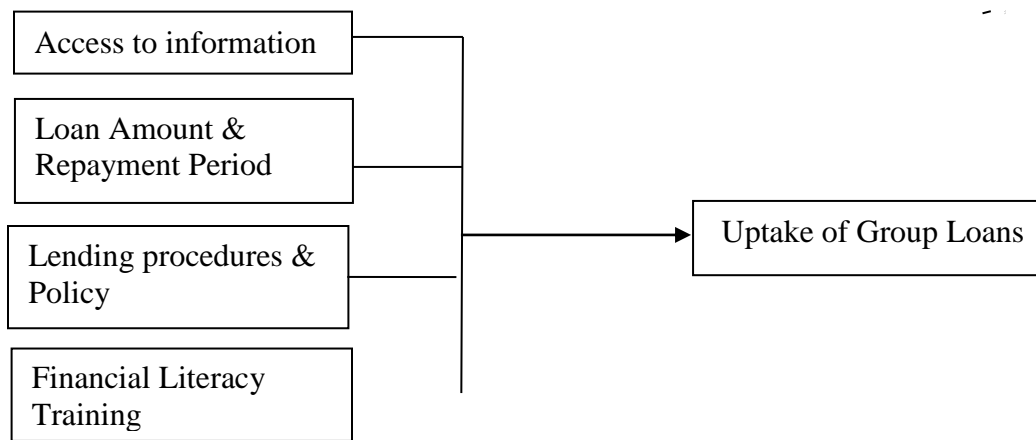 Access to information
Loan Amount &
Repayment Period
Lending procedures &
Policy
Financial Literacy
Training
Uptake of Group Loans